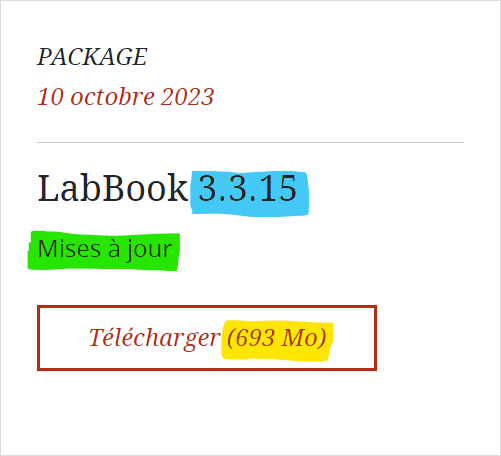 PACKAGE
10 octobre 2023
LabBook 3.3.15
Mises à jour
Télécharger (693 Mo)